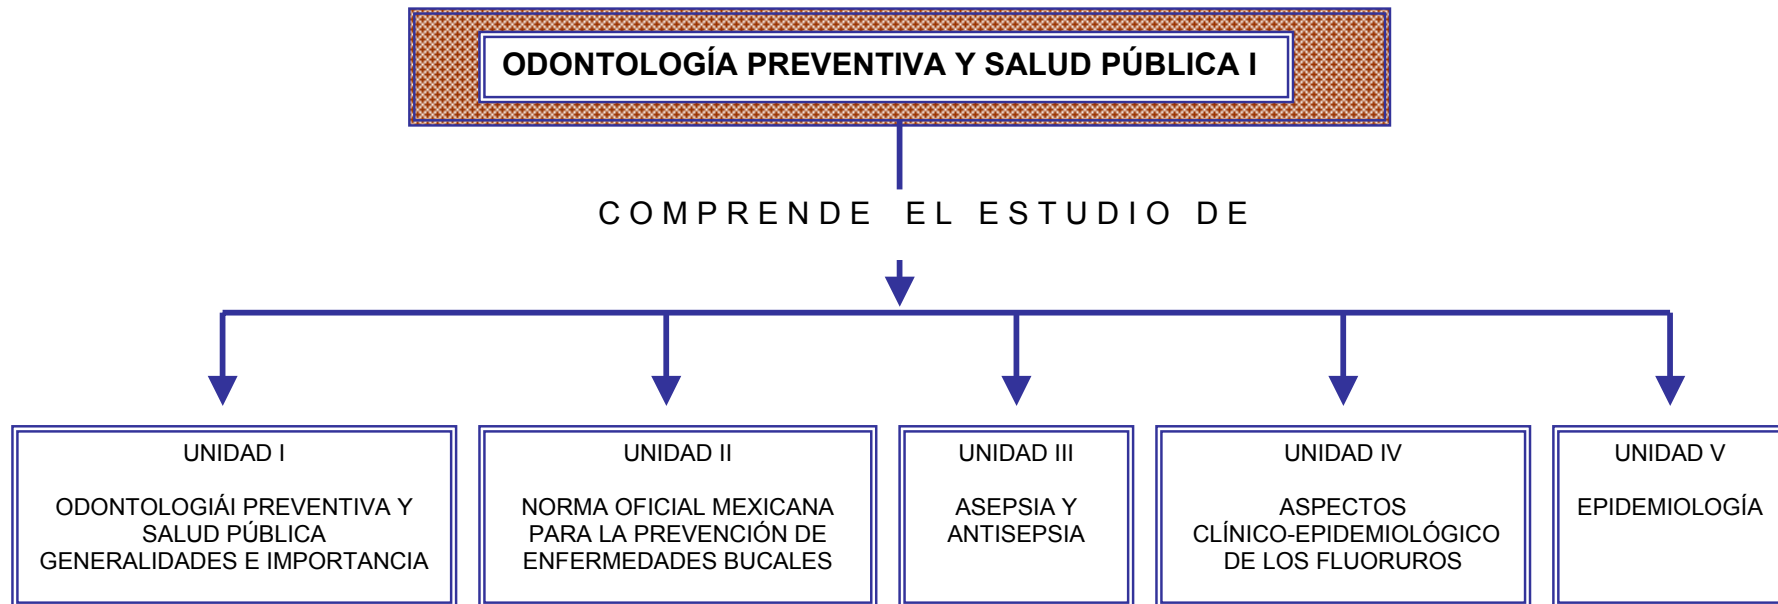 ODONTOLOGÍA PREVENTIVA Y SALUD PÚBLICA I
COMPRENDE EL ESTUDIO DE
UNIDAD I
ODONTOLOGIÁI PREVENTIVA Y
SALUD PÚBLICA
GENERALIDADES E IMPORTANCIA
UNIDAD II
NORMA OFICIAL MEXICANA
PARA LA PREVENCIÓN DE
ENFERMEDADES BUCALES
UNIDAD III
ASEPSIA Y
ANTISEPSIA
UNIDAD IV
ASPECTOS
CLÍNICO-EPIDEMIOLÓGICO
DE LOS FLUORUROS
UNIDAD V
EPIDEMIOLOGÍA